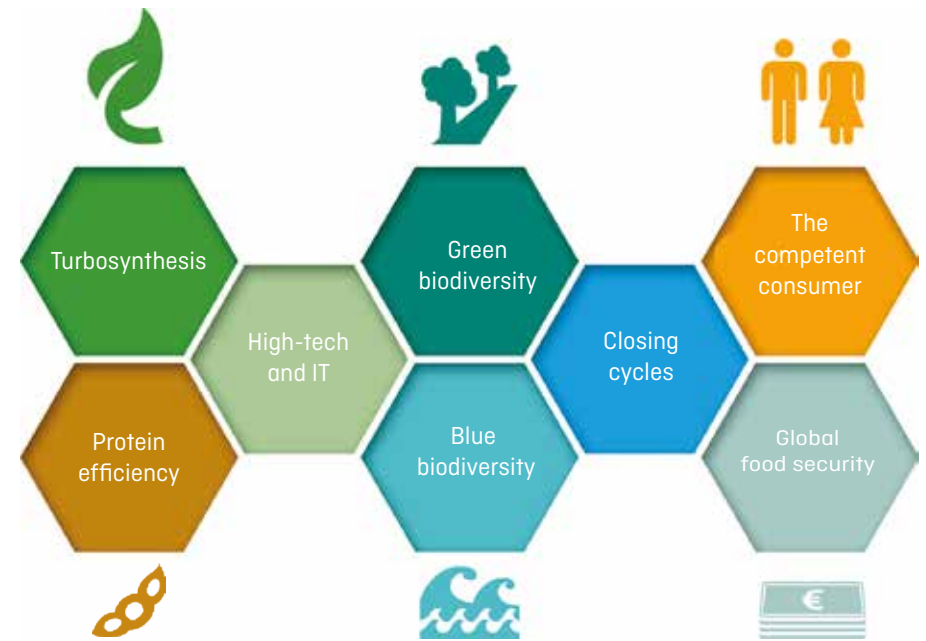 Turbosynthesis
Green
biodiversity
The
competent
consumer
High-tech
and IT
Closing
cycles
Protein
efficiency
Blue
biodiversity
Global
food security
€